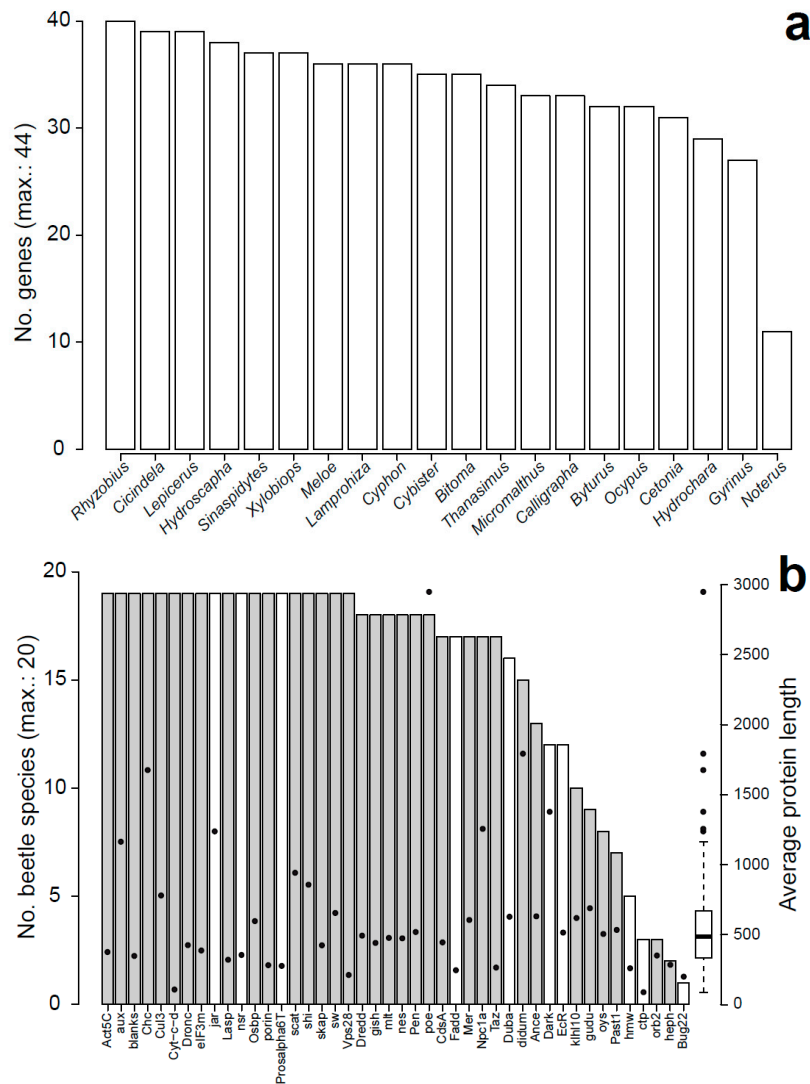 a
No. genes (max.: 44)
40
30
20
10
0
Rhyzobius
Cicindela
Lepicerus
Hydroscapha
Sinaspidytes
Xylobiops
Meloe
Lamprohiza
Cyphon
Cybister
Bitoma
Thanasimus
Micromalthus
Calligrapha
Byturus
Ocypus
Cetonia
Hydrochara
Gyrinus
Noterus
b
No. beetle species (max.: 20)
20
15
10
5
0
3000
2500
2000
1500
1000
500
0
Average protein length
Act5C
aux
blanks
Chc
Cul3
Cyt-c-d
Dronc
eIF3m
jar
Lasp
nsr
Osbp
porin
Prosalpha6T
scat
shi
skap
sw
Vps28
Dredd
gish
mlt
nes
Pen
poe
CdsA
Fadd
Mer
Npc1a
Taz
Duba
didum
Ance
Dark
EcR
klhl10
gudu
oys
Past1
hmw
ctp
orb2
heph
Bug22